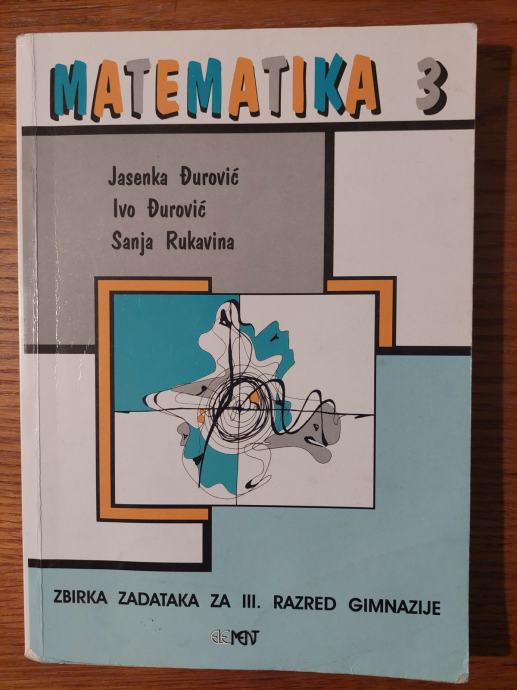 MATEMATIKA 3
Jasenka Đurović
Ivo Đurović
Sanja Rukavina
ZBIRKA ZADATAKA ZA III. RAZRED GIMNAZIJE
ELEMENT